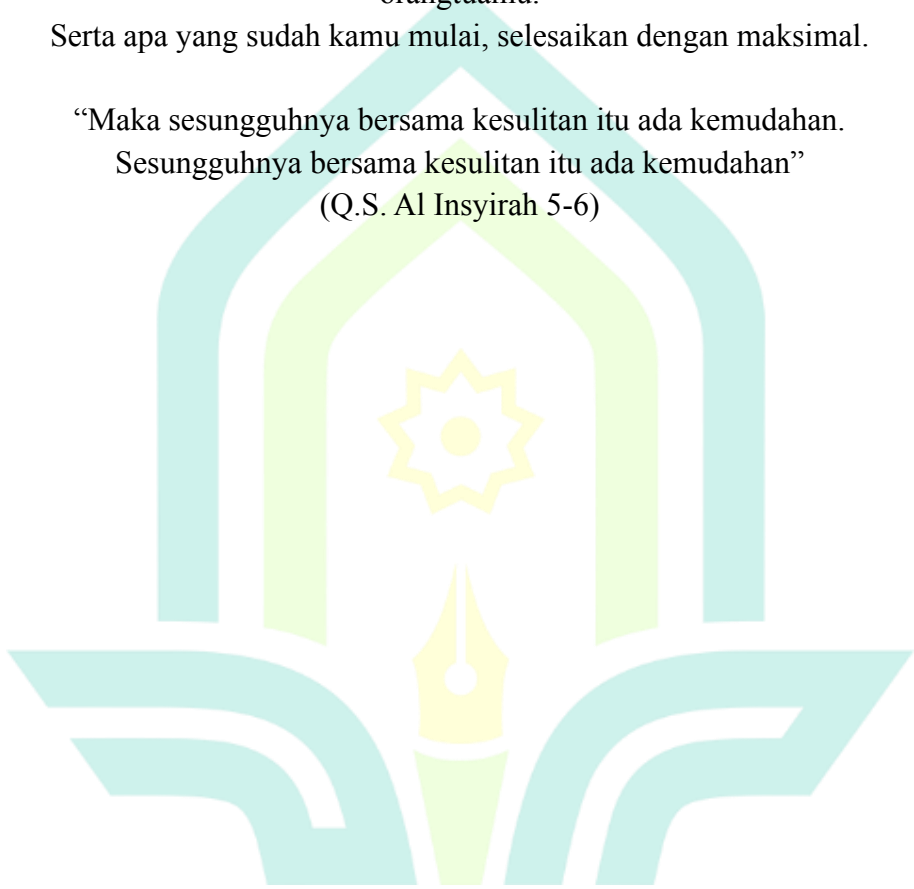 orangtuamu.
Serta apa yang sudah kamu mulai, selesaikan dengan maksimal.
“Maka sesungguhnya bersama kesulitan itu ada kemudahan.
Sesungguhnya bersama kesulitan itu ada kemudahan”
(Q.S. Al Insyirah 5-6)